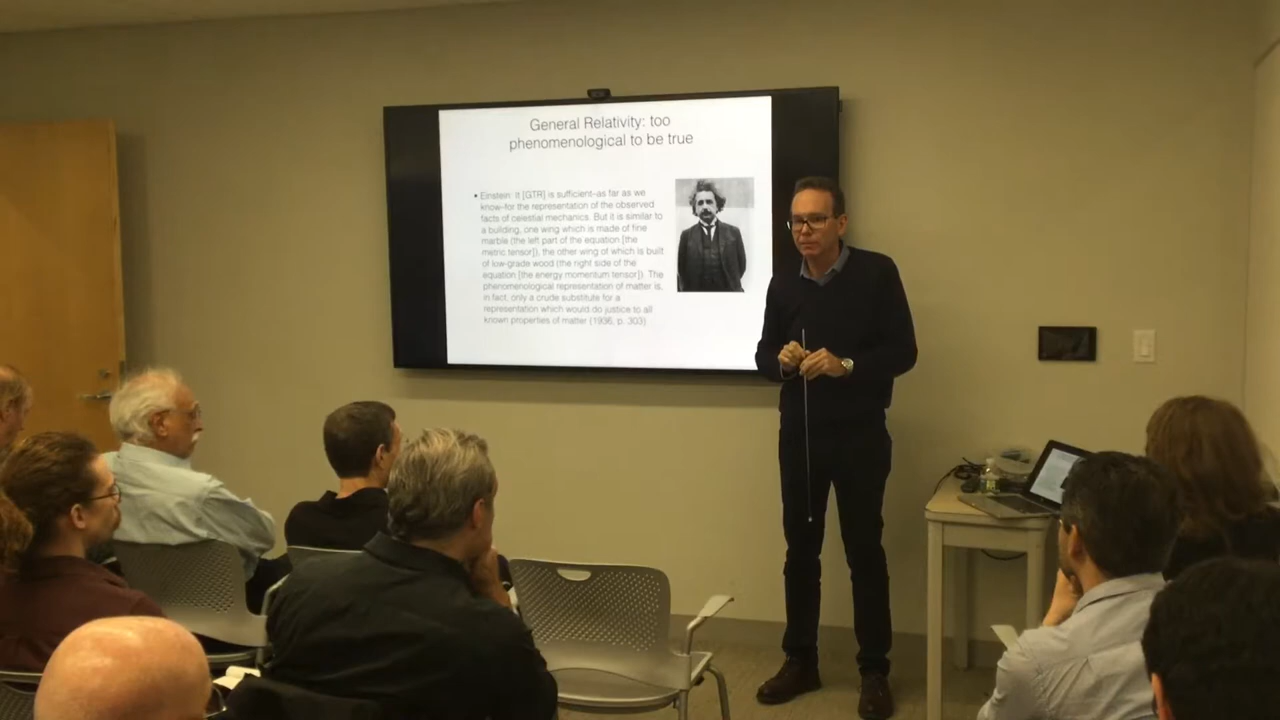 General Relativity: too
phenomenological to be true
• Einstein: It [GTR] is sufficient–as far as we
know–for the representation of the observed
facts of celestial mechanics. But it is similar to
a building, one wing which is made of fine
marble (the left part of the equation [the
metric tensor]), the other wing of which is built
of low-grade wood (the right side of the
equation [the energy momentum tensor]). The
phenomenological representation of matter is,
in fact, only a crude substitute for a
representation which would do justice to all
known properties of matter (1936, p. 303)